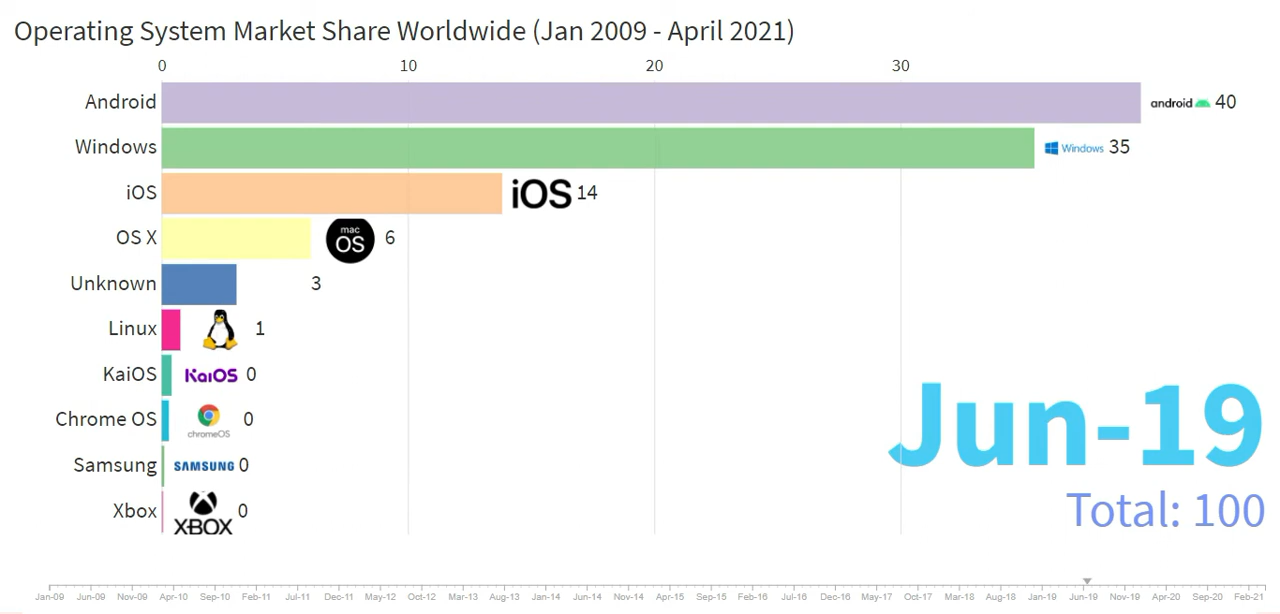 Operating System Market Share Worldwide (Jan 2009 - April 2021)
0 10 20 30
Android android 40
Windows Windows 35
iOS iOS 14
OS X mac OS 6
Unknown 3
Linux 1
KaiOS KaiOS 0
Chrome OS chromeOS 0
Samsung SAMSUNG 0
Xbox XBOX 0
Jun-19
Total: 100
Jan-09 Jun-09 Nov-09 Apr-10 Sep-10 Feb-11 Jul-11 Dec-11 May-12 Oct-12 Mar-13 Aug-13 Jan-14 Jun-14 Nov-14 Apr-15 Sep-15 Feb-16 Jul-16 Dec-16 May-17 Oct-17 Mar-18 Aug-18 Jan-19 Jun-19 Nov-19 Apr-20 Sep-20 Feb-21